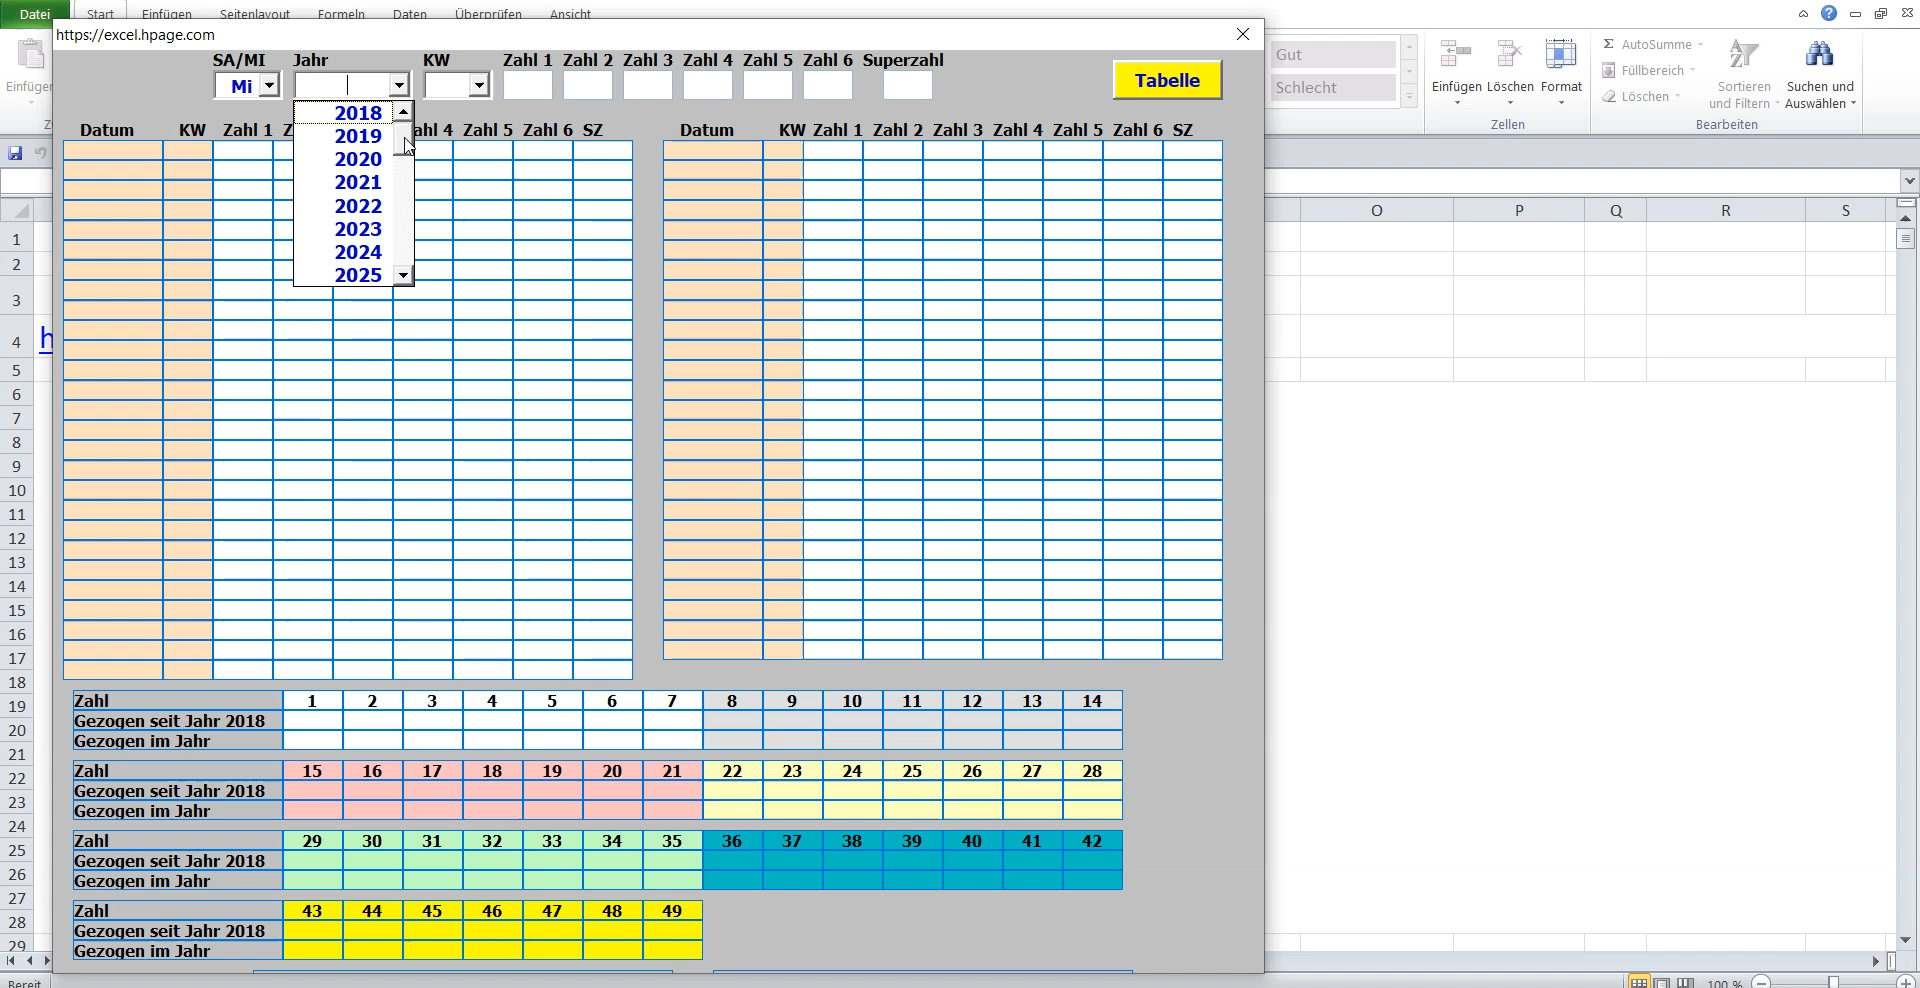 Datei Start Einfügen Seitenlayout Formeln Daten Überprüfen Ansicht
https://excel.hpage.com
SA/MI Jahr KW Zahl 1 Zahl 2 Zahl 3 Zahl 4 Zahl 5 Zahl 6 Superzahl
Mi
Tabelle
2018
2019
2020
2021
2022
2023
2024
2025
Datum KW Zahl 1 Z ahl 4 Zahl 5 Zahl 6 SZ
Datum KW Zahl 1 Zahl 2 Zahl 3 Zahl 4 Zahl 5 Zahl 6 SZ
Zahl 1 2 3 4 5 6 7 8 9 10 11 12 13 14
Gezogen seit Jahr 2018
Gezogen im Jahr
Zahl 15 16 17 18 19 20 21 22 23 24 25 26 27 28
Gezogen seit Jahr 2018
Gezogen im Jahr
Zahl 29 30 31 32 33 34 35 36 37 38 39 40 41 42
Gezogen seit Jahr 2018
Gezogen im Jahr
Zahl 43 44 45 46 47 48 49
Gezogen seit Jahr 2018
Gezogen im Jahr
Einfüger
Gut
Schlecht
Einfügen Löschen Format
Zellen
Σ AutoSumme
Füllbereich
Löschen
Sortieren und Filtern
Suchen und Auswählen
Bearbeiten
O P Q R S
1
2
3
4 h
5
6
7
8
9
10
11
12
13
14
15
16
17
18
19
20
21
22
23
24
25
26
27
28
29
Bereit
100 %